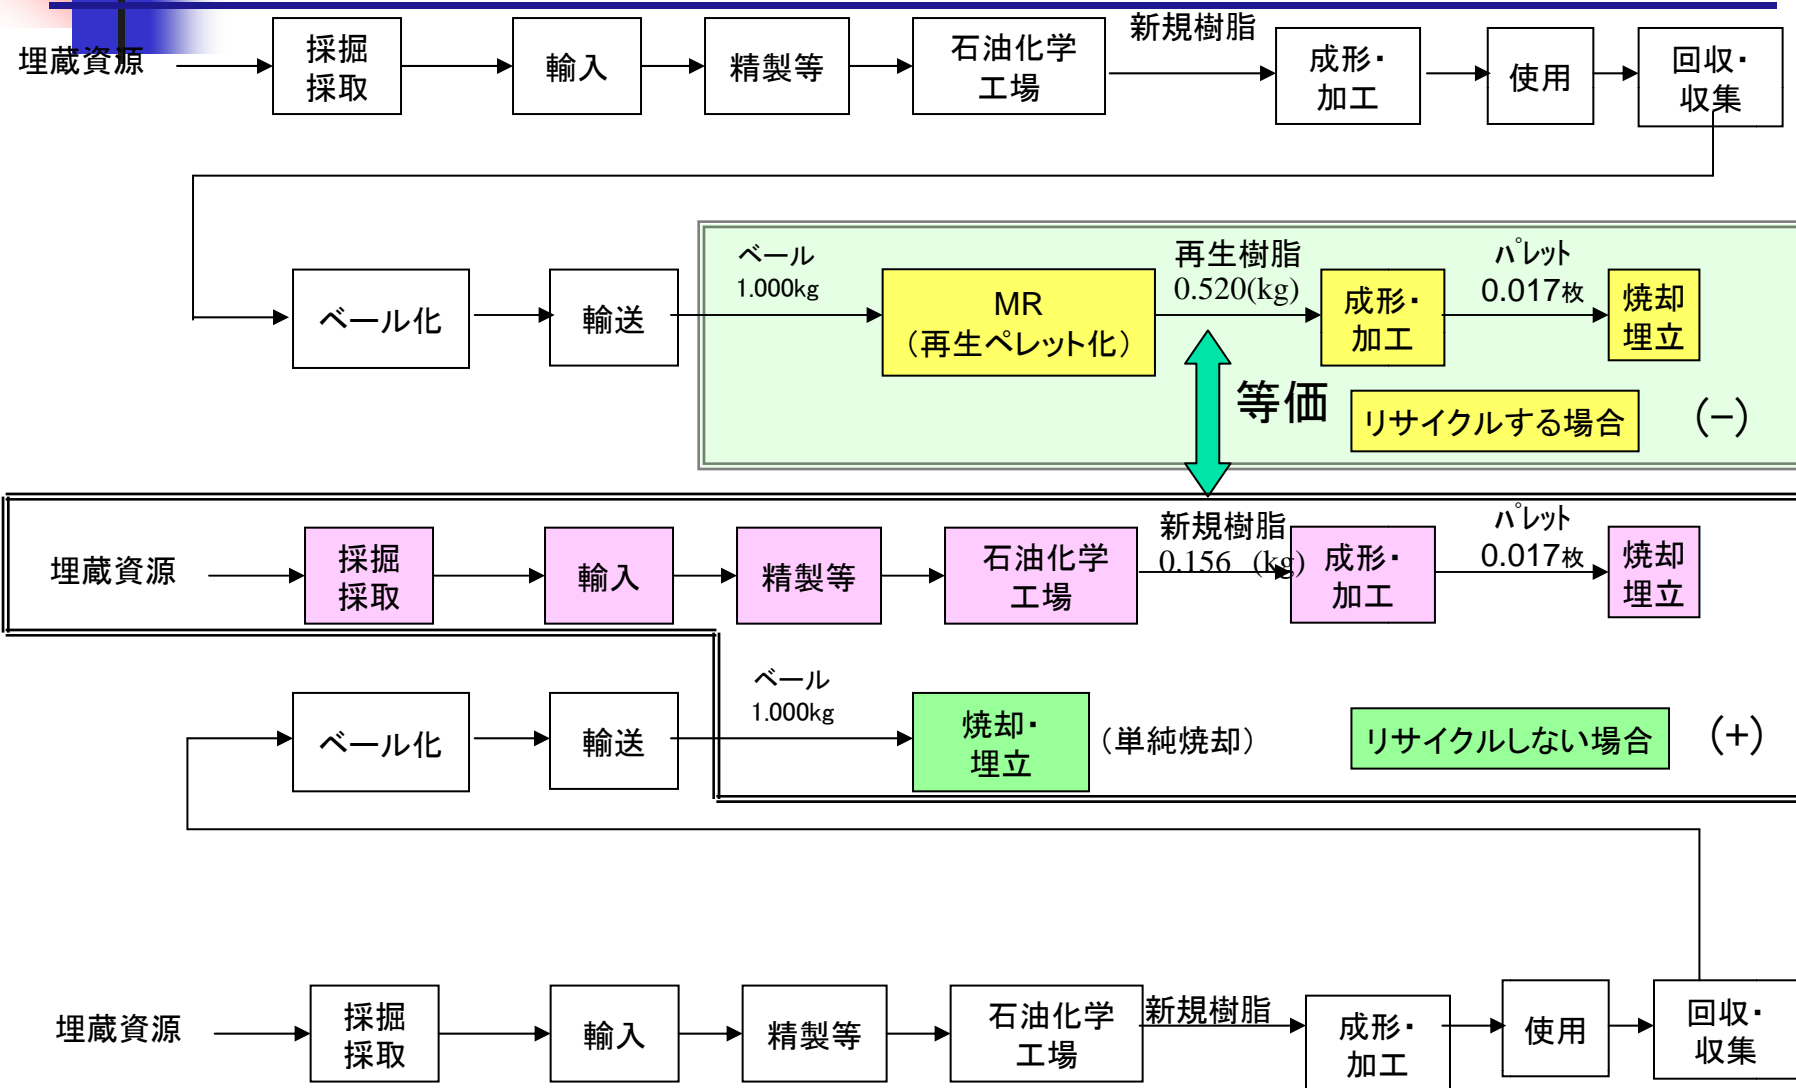 新規樹脂
埋蔵資源
採掘
採取
輸入
精製等
石油化学
工場
成形・
加工
使用
回収・
収集
ベール化
輸送
ベール
1.000kg
MR
（再生ペレット化）
再生樹脂
0.520(kg)
成形・
加工
パレット
0.017枚
焼却
埋立
等価
リサイクルする場合
(−)
埋蔵資源
採掘
採取
輸入
精製等
石油化学
工場
新規樹脂
0.156 (kg)
成形・
加工
パレット
0.017枚
焼却
埋立
ベール化
輸送
ベール
1.000kg
焼却・
埋立
（単純焼却）
リサイクルしない場合
(+)
埋蔵資源
採掘
採取
輸入
精製等
石油化学
工場
新規樹脂
成形・
加工
使用
回収・
収集